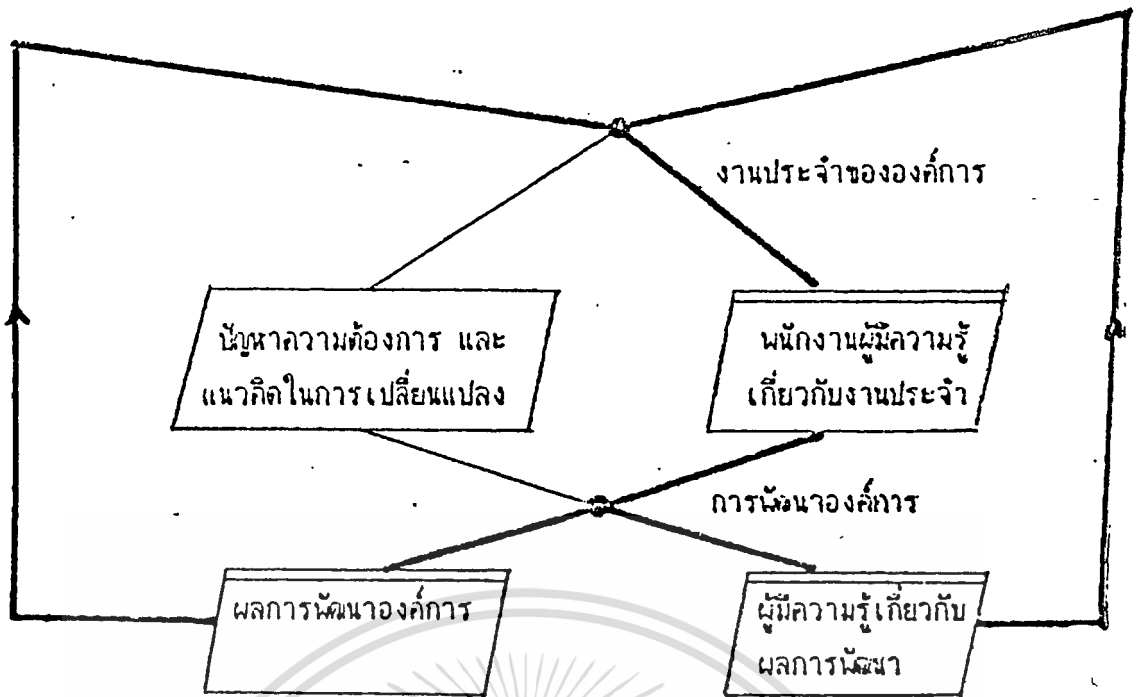 งานประจำขององค์การ
ปัญหาความต้องการ และ
แนวคิดในการเปลี่ยนแปลง
พนักงานผู้มีความรู้
เกี่ยวกับงานประจำ
การพัฒนาองค์การ
ผลการพัฒนาองค์การ
ผู้มีความรู้เกี่ยวกับ
ผลการพัฒนา